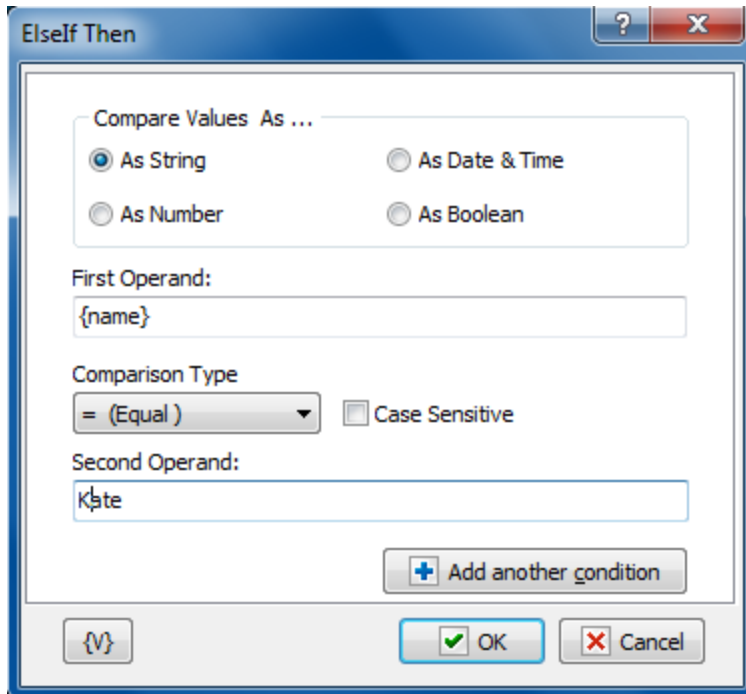 ElseIf Then
?
X
Compare Values As ...
As String
As Date & Time
As Number
As Boolean
First Operand:
{name}
Comparison Type
= (Equal )
Case Sensitive
Second Operand:
Kate
Add another condition
{V}
OK
Cancel